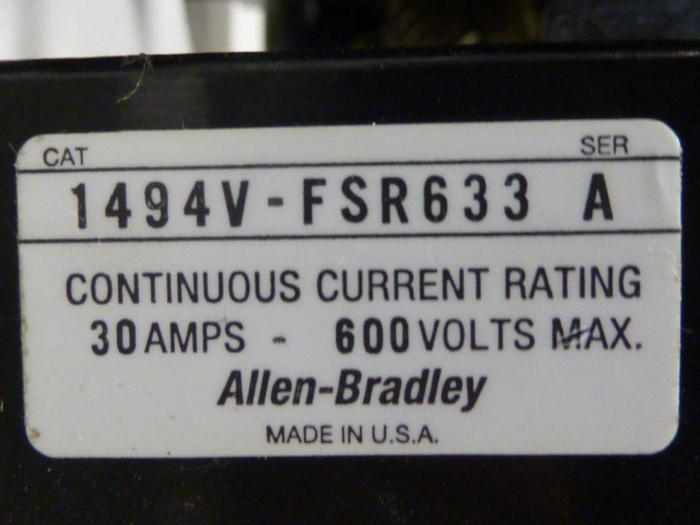 CAT SER
1494V-FSR633 A
CONTINUOUS CURRENT RATING
30 AMPS - 600 VOLTS MAX.
Allen-Bradley
MADE IN U.S.A.